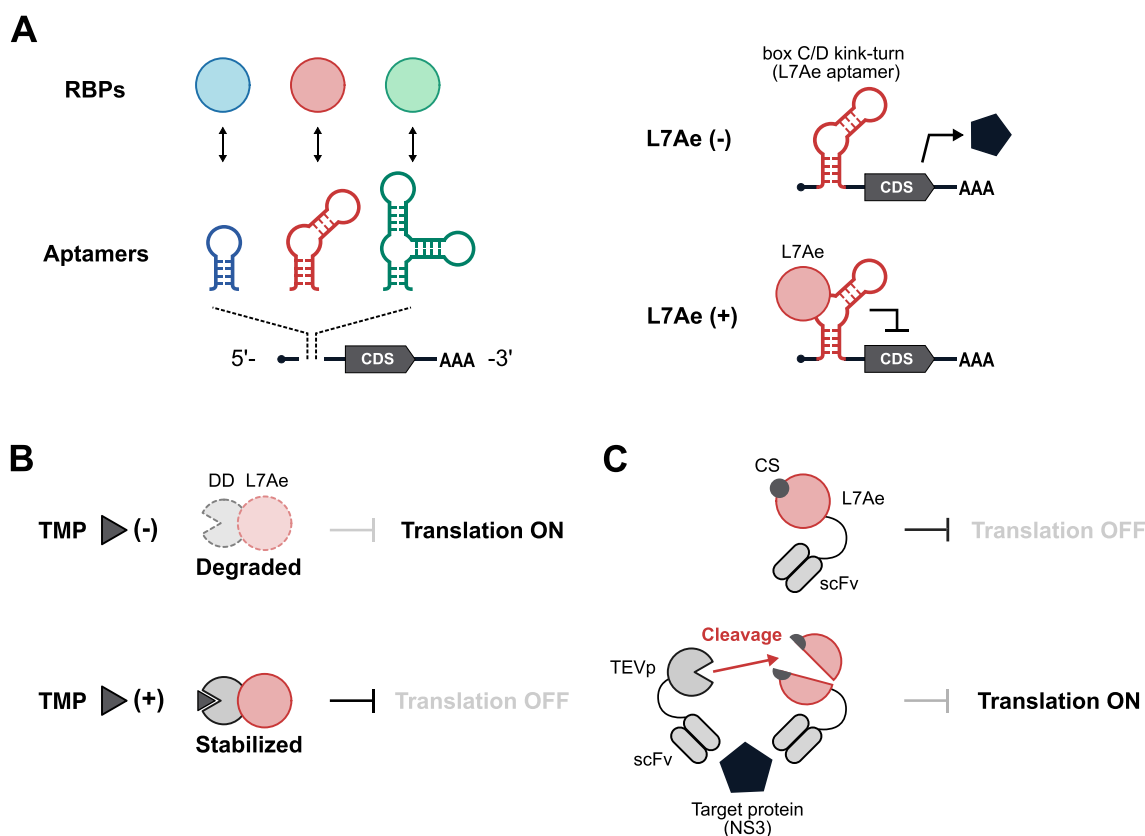 A
RBPs
Aptamers
5'-
CDS
AAA
-3'
box C/D kink-turn
(L7Ae aptamer)
L7Ae (-)
CDS
AAA
L7Ae
L7Ae (+)
CDS
AAA
B
DD L7Ae
TMP (-)
Translation ON
Degraded
TMP (+)
Translation OFF
Stabilized
C
CS
L7Ae
Translation OFF
scFv
Cleavage
TEVp
Translation ON
scFv
Target protein
(NS3)